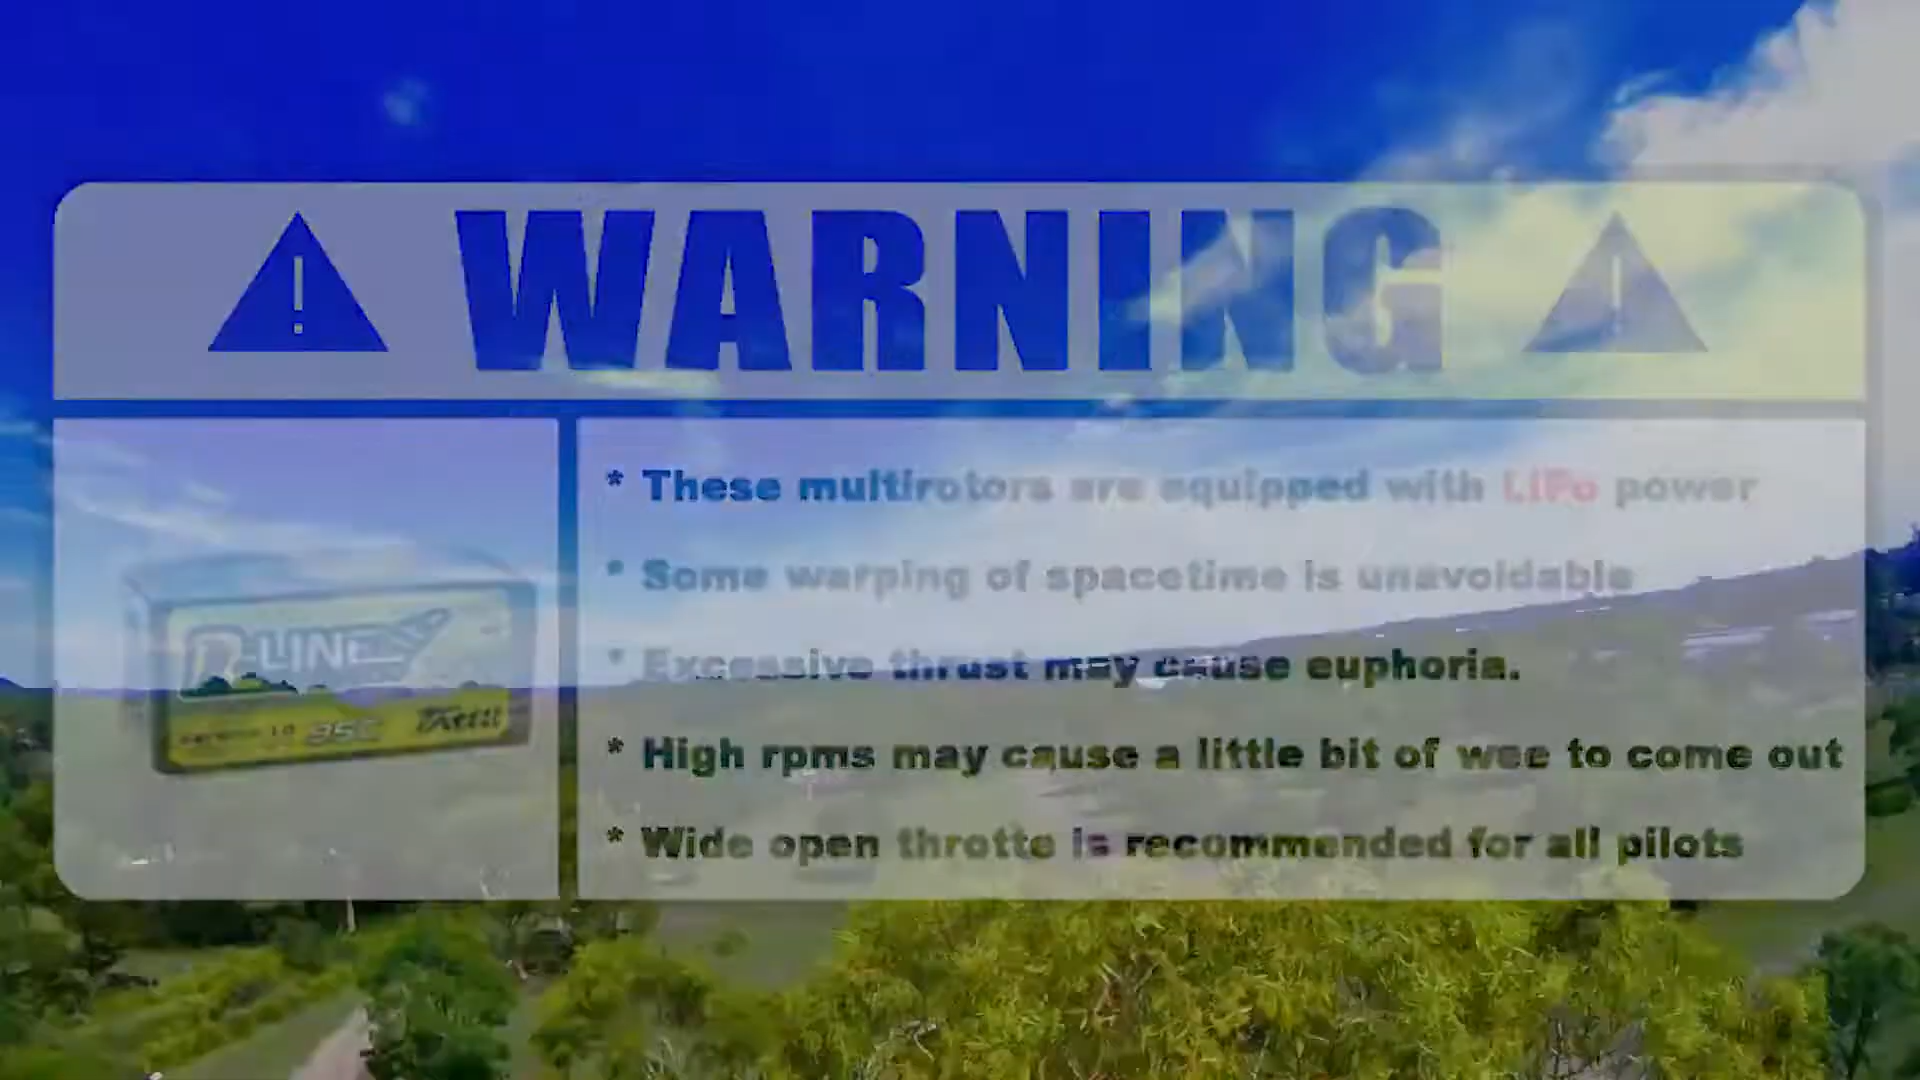 WARNING
* These multirotors are equipped with LiPo power
* Some warping of spacetime is unavoidable
* Excessive thrust may cause euphoria.
R-LINE
* High rpms may cause a little bit of wee to come out
95C Tattu
* Wide open throtte is recommended for all pilots